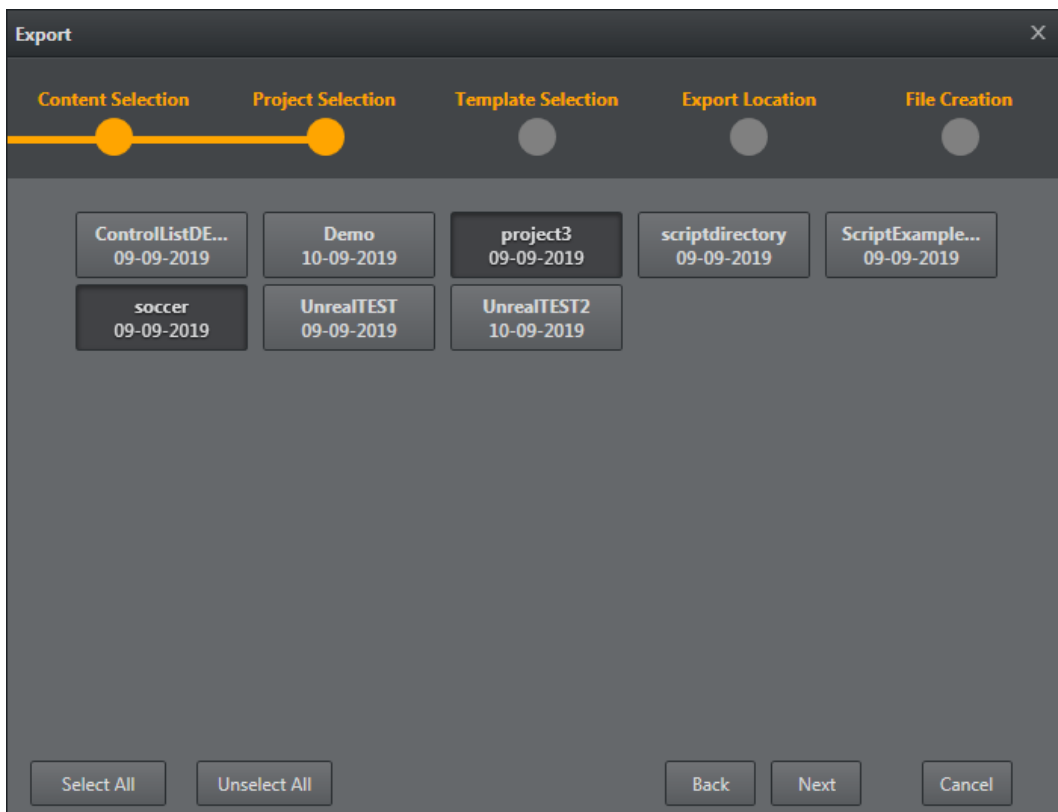 Export X
Content Selection Project Selection Template Selection Export Location File Creation
ControlListDE... Demo project3 scriptdirectory ScriptExample...
09-09-2019 10-09-2019 09-09-2019 09-09-2019 09-09-2019
soccer UnrealTEST UnrealTEST2
09-09-2019 09-09-2019 10-09-2019
Select All Unselect All Back Next Cancel